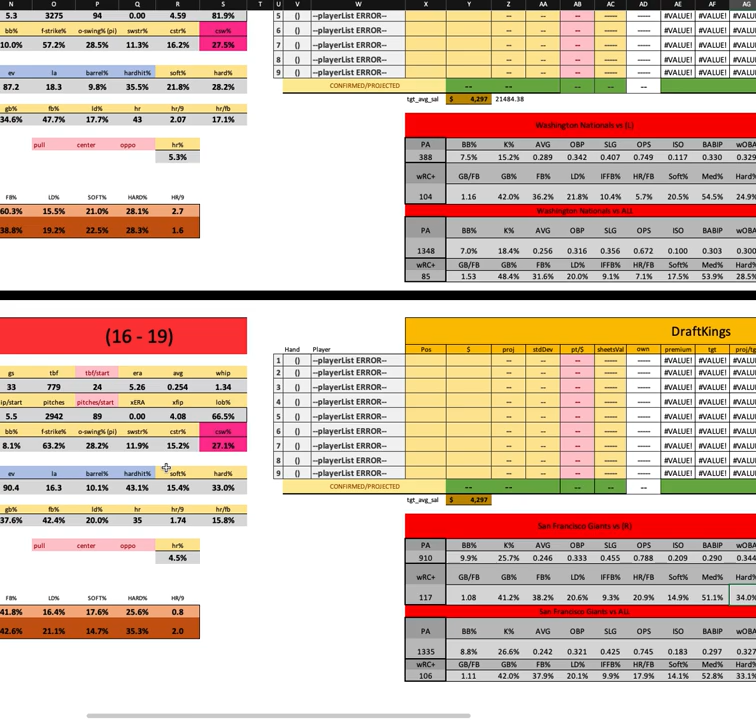 N O P Q R S T U V W X Y Z AA AB AC AD AE AF AG
5.3 3275 94 0.00 4.59 81.9% 5 () --playerList ERROR-- -- -- -- ----- ----- #VALUE! #VALUE! #VALU
bb% f-strike% o-swing% (pi) swstr% cstr% csw% 6 () --playerList ERROR-- -- -- -- ----- ----- #VALUE! #VALUE! #VALU
10.0% 57.2% 28.5% 11.3% 16.2% 27.5% 7 () --playerList ERROR-- -- -- -- ----- ----- #VALUE! #VALUE! #VALU
8 () --playerList ERROR-- -- -- -- ----- ----- #VALUE! #VALUE! #VALU
ev la barrel% hardhit% soft% hard% 9 () --playerList ERROR-- -- -- -- ----- ----- #VALUE! #VALUE! #VALU
87.2 18.3 9.8% 35.5% 21.8% 28.2% CONFIRMED/PROJECTED -- -- -- ----- --
tgt_avg_sal $ 4,297 21484.38
gb% fb% ld% hr hr/9 hr/fb
34.6% 47.7% 17.7% 43 2.07 17.1%
Washington Nationals vs (L)
pull center oppo hr% PA BB% K% AVG OBP SLG OPS ISO BABIP wOBA
5.3% 388 7.5% 15.2% 0.289 0.342 0.407 0.749 0.117 0.330 0.329
wRC+ GB/FB GB% FB% LD% IFFB% HR/FB Soft% Med% Hard%
FB% LD% SOFT% HARD% HR/9 104 1.16 42.0% 36.2% 21.8% 10.4% 5.7% 20.5% 54.5% 24.9%
60.3% 15.5% 21.0% 28.1% 2.7 Washington Nationals vs ALL
38.8% 19.2% 22.5% 28.3% 1.6 PA BB% K% AVG OBP SLG OPS ISO BABIP wOBA
1348 7.0% 18.4% 0.256 0.316 0.356 0.672 0.100 0.303 0.300
wRC+ GB/FB GB% FB% LD% IFFB% HR/FB Soft% Med% Hard%
85 1.53 48.4% 31.6% 20.0% 9.1% 7.1% 17.5% 53.9% 28.5%
(16 - 19) DraftKings
Hand Player Pos $ proj stdDev pt/$ sheetsVal own premium tgt proj/tg
1 () --playerList ERROR-- -- -- -- ----- ----- #VALUE! #VALUE! #VALU
gs tbf tbf/start era avg whip 2 () --playerList ERROR-- -- -- -- ----- ----- #VALUE! #VALUE! #VALU
33 779 24 5.26 0.254 1.34 3 () --playerList ERROR-- -- -- -- ----- ----- #VALUE! #VALUE! #VALU
ip/start pitches pitches/start xERA xfip lob% 4 () --playerList ERROR-- -- -- -- ----- ----- #VALUE! #VALUE! #VALU
5.5 2942 89 0.00 4.08 66.5% 5 () --playerList ERROR-- -- -- -- ----- ----- #VALUE! #VALUE! #VALU
bb% f-strike% o-swing% (pi) swstr% cstr% csw% 6 () --playerList ERROR-- -- -- -- ----- ----- #VALUE! #VALUE! #VALU
8.1% 63.2% 28.2% 11.9% 15.2% 27.1% 7 () --playerList ERROR-- -- -- -- ----- ----- #VALUE! #VALUE! #VALU
8 () --playerList ERROR-- -- -- -- ----- ----- #VALUE! #VALUE! #VALU
ev la barrel% hardhit% soft% hard% 9 () --playerList ERROR-- -- -- -- ----- ----- #VALUE! #VALUE! #VALU
90.4 16.3 10.1% 43.1% 15.4% 33.0% CONFIRMED/PROJECTED -- -- -- ----- --
tgt_avg_sal $ 4,297
gb% fb% ld% hr hr/9 hr/fb
37.6% 42.4% 20.0% 35 1.74 15.8%
San Francisco Giants vs (R)
pull center oppo hr% PA BB% K% AVG OBP SLG OPS ISO BABIP wOBA
4.5% 910 9.9% 25.7% 0.246 0.333 0.455 0.788 0.209 0.290 0.344
wRC+ GB/FB GB% FB% LD% IFFB% HR/FB Soft% Med% Hard%
FB% LD% SOFT% HARD% HR/9 117 1.08 41.2% 38.2% 20.6% 9.3% 20.9% 14.9% 51.1% 34.0%
41.8% 16.4% 17.6% 25.6% 0.8 San Francisco Giants vs ALL
42.6% 21.1% 14.7% 35.3% 2.0 PA BB% K% AVG OBP SLG OPS ISO BABIP wOBA
1335 8.8% 26.6% 0.242 0.321 0.425 0.745 0.183 0.297 0.327
wRC+ GB/FB GB% FB% LD% IFFB% HR/FB Soft% Med% Hard%
106 1.11 42.0% 37.9% 20.1% 9.9% 17.9% 14.1% 52.8% 33.1%